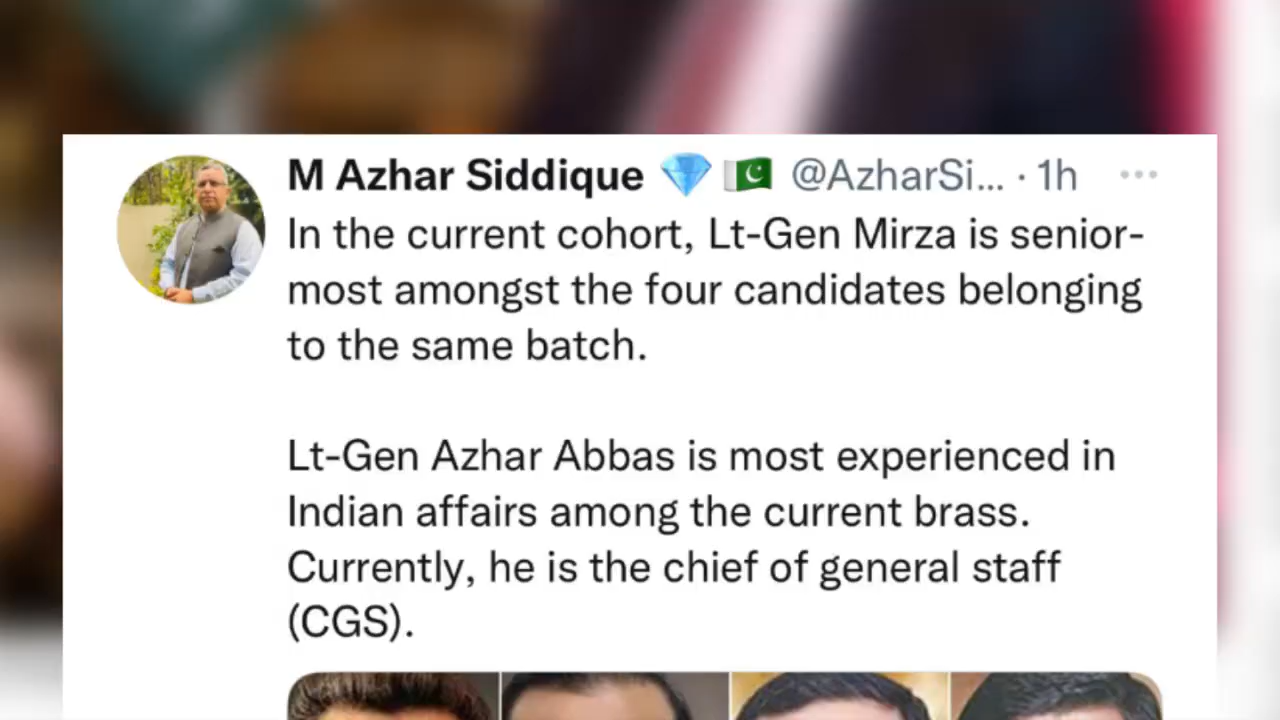 M Azhar Siddique 💎 🇵🇰 @AzharSi... · 1h
In the current cohort, Lt-Gen Mirza is senior-
most amongst the four candidates belonging
to the same batch.
Lt-Gen Azhar Abbas is most experienced in
Indian affairs among the current brass.
Currently, he is the chief of general staff
(CGS).